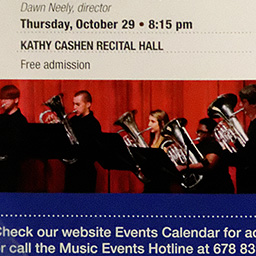 Dawn Neely, director
Thursday, October 29 • 8:15 pm
KATHY CASHEN RECITAL HALL
Free admission
Check our website Events Calendar for
call the Music Events Hotline at 678 83